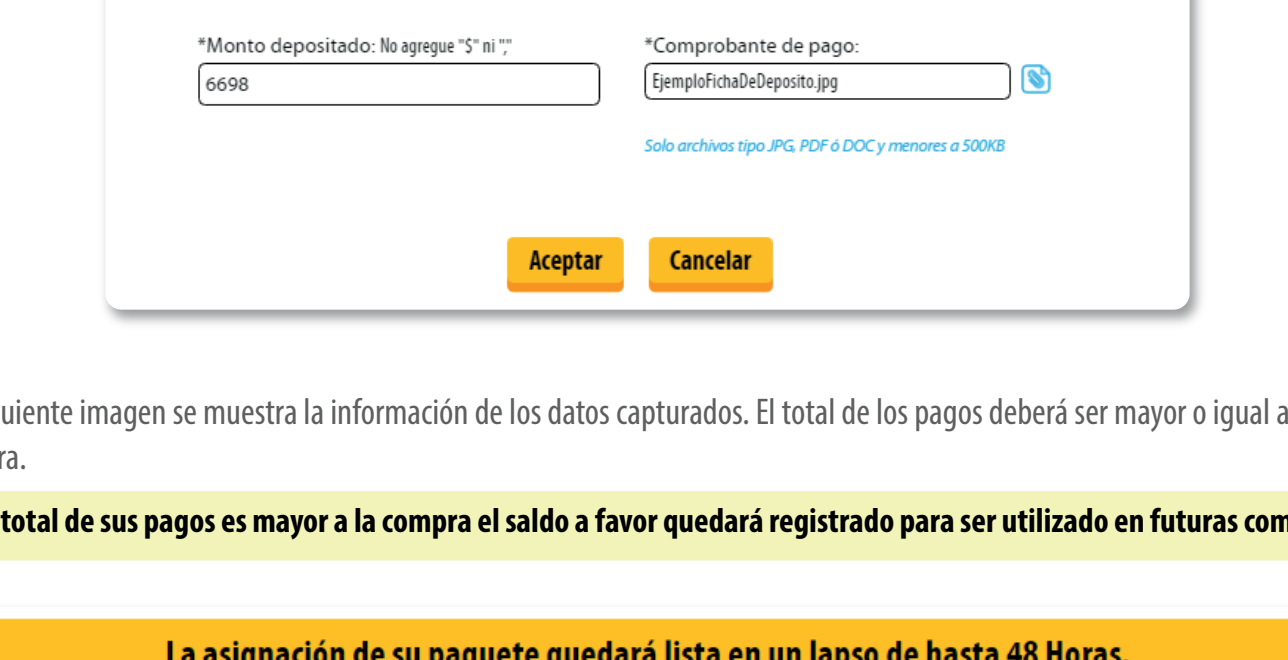 *Monto depositado: No agregue "$" ni ","
*Comprobante de pago:
6698
EjemploFichaDeDeposito.jpg
Solo archivos tipo JPG, PDF ó DOC y menores a 500KB
Aceptar
Cancelar
uiente imagen se muestra la información de los datos capturados. El total de los pagos deberá ser mayor o igual a
ra.
total de sus pagos es mayor a la compra el saldo a favor quedará registrado para ser utilizado en futuras com
La asignación de su paquete quedará lista en un lapso de hasta 48 Horas.